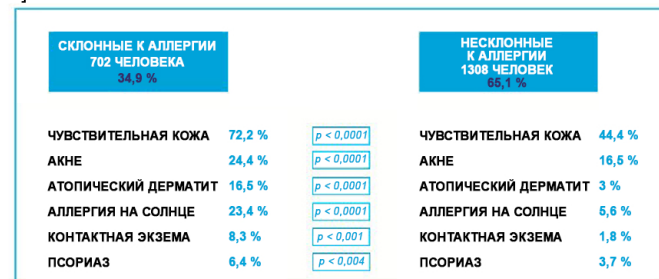 СКЛОННЫЕ К АЛЛЕРГИИ
702 ЧЕЛОВЕКА
34,9 %
НЕСКЛОННЫЕ
К АЛЛЕРГИИ
1308 ЧЕЛОВЕК
65,1 %
ЧУВСТВИТЕЛЬНАЯ КОЖА 72,2 % p < 0,0001 ЧУВСТВИТЕЛЬНАЯ КОЖА 44,4 %
АКНЕ 24,4 % p < 0,0001 АКНЕ 16,5 %
АТОПИЧЕСКИЙ ДЕРМАТИТ 16,5 % p < 0,0001 АТОПИЧЕСКИЙ ДЕРМАТИТ 3 %
АЛЛЕРГИЯ НА СОЛНЦЕ 23,4 % p < 0,0001 АЛЛЕРГИЯ НА СОЛНЦЕ 5,6 %
КОНТАКТНАЯ ЭКЗЕМА 8,3 % p < 0,001 КОНТАКТНАЯ ЭКЗЕМА 1,8 %
ПСОРИАЗ 6,4 % p < 0,004 ПСОРИАЗ 3,7 %